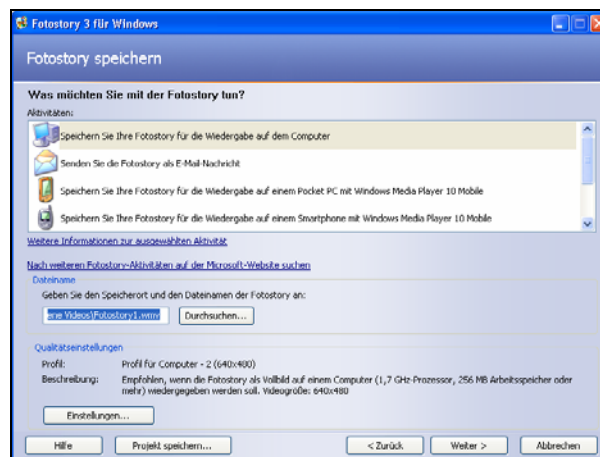 Fotostory 3 für Windows
Fotostory speichern
Was möchten Sie mit der Fotostory tun?
Aktivitäten:
Speichern Sie Ihre Fotostory für die Wiedergabe auf dem Computer
Senden Sie die Fotostory als E-Mail-Nachricht
Speichern Sie Ihre Fotostory für die Wiedergabe auf einem Pocket PC mit Windows Media Player 10 Mobile
Speichern Sie Ihre Fotostory für die Wiedergabe auf einem Smartphone mit Windows Media Player 10 Mobile
Weitere Informationen zur ausgewählten Aktivität
Nach weiteren Fotostory-Aktivitäten auf der Microsoft-Website suchen
Dateiname
Geben Sie den Speicherort und den Dateinamen der Fotostory an:
ene Videos\Fotostory1.wmv Durchsuchen...
Qualitätseinstellungen
Profil: Profil für Computer - 2 (640x480)
Beschreibung: Empfohlen, wenn die Fotostory als Vollbild auf einem Computer (1,7 GHz-Prozessor, 256 MB Arbeitsspeicher oder
mehr) wiedergegeben werden soll. Videogröße: 640x480
Einstellungen...
Hilfe Projekt speichern... < Zurück Weiter > Abbrechen